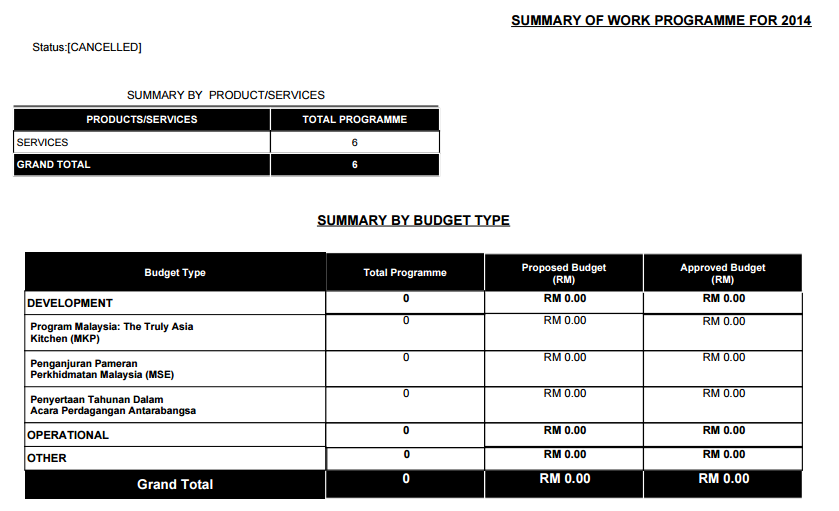 SUMMARY OF WORK PROGRAMME FOR 2014
Status:[CANCELLED]
SUMMARY BY PRODUCT/SERVICES
PRODUCTS/SERVICES TOTAL PROGRAMME
SERVICES 6
GRAND TOTAL 6
SUMMARY BY BUDGET TYPE
Budget Type Total Programme Proposed Budget (RM) Approved Budget (RM)
DEVELOPMENT 0 RM 0.00 RM 0.00
Program Malaysia: The Truly Asia 0 RM 0.00 RM 0.00
Kitchen (MKP)
Penganjuran Pameran 0 RM 0.00 RM 0.00
Perkhidmatan Malaysia (MSE)
Penyertaan Tahunan Dalam 0 RM 0.00 RM 0.00
Acara Perdagangan Antarabangsa
OPERATIONAL 0 RM 0.00 RM 0.00
OTHER 0 RM 0.00 RM 0.00
Grand Total 0 RM 0.00 RM 0.00